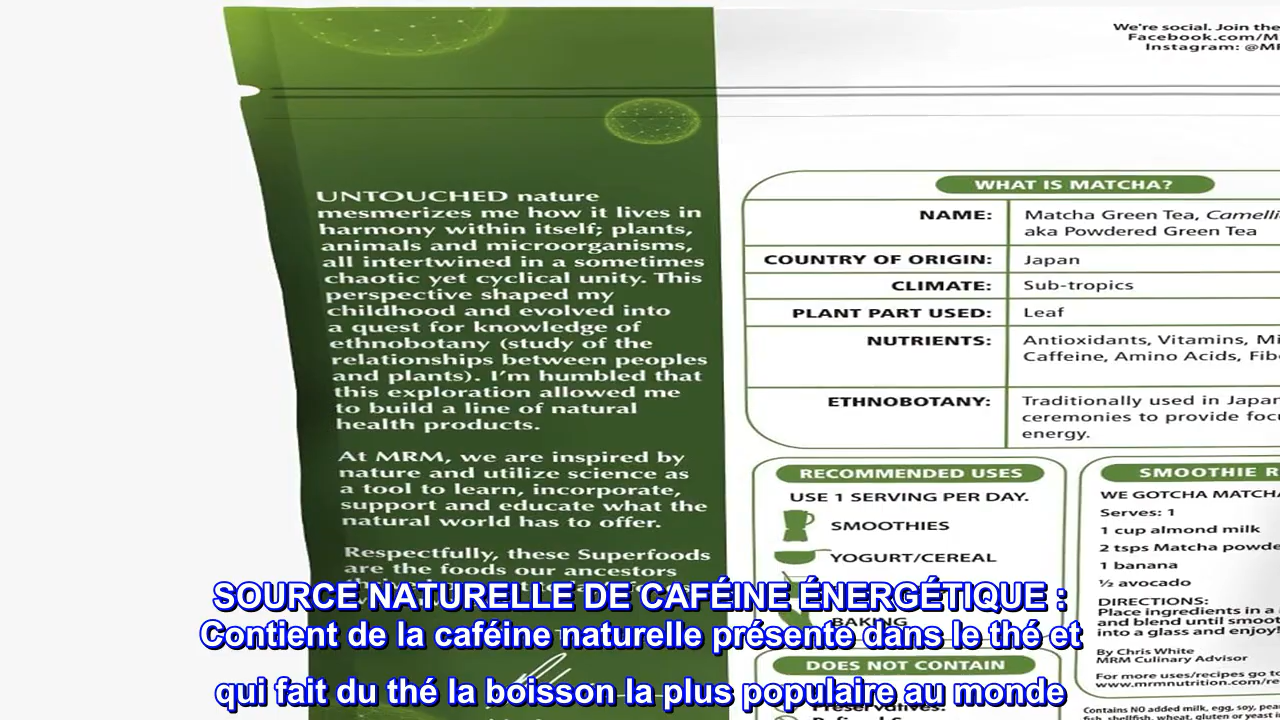 We're social. Join the
Facebook.com/M
Instagram: @M
UNTOUCHED nature
mesmerizes me how it lives in
harmony within itself; plants,
animals and microorganisms,
all intertwined in a sometimes
chaotic yet cyclical unity. This
perspective shaped my
childhood and evolved into
a quest for knowledge of
ethnobotany (study of the
relationships between peoples
and plants). I'm humbled that
this exploration allowed me
to build a line of natural
health products.
At MRM, we are inspired by
nature and utilize science as
a tool to learn, incorporate,
support and educate what the
natural world has to offer.
Respectfully, these Superfoods
are the foods our ancestors
WHAT IS MATCHA?
NAME: Matcha Green Tea, Camelli
aka Powdered Green Tea
COUNTRY OF ORIGIN: Japan
CLIMATE: Sub-tropics
PLANT PART USED: Leaf
NUTRIENTS: Antioxidants, Vitamins, Mi
Caffeine, Amino Acids, Fib
ETHNOBOTANY: Traditionally used in Japan
ceremonies to provide foc
energy.
RECOMMENDED USES
USE 1 SERVING PER DAY.
SMOOTHIES
YOGURT/CEREAL
BAKING
DOES NOT CONTAIN
Preservatives.
SMOOTHIE R
WE GOTCHA MATCHA
Serves: 1
1 cup almond milk
2 tsps Matcha powde
1 banana
½ avocado
DIRECTIONS:
Place ingredients in a
and blend until smoot
into a glass and enjoy!
By Chris White
MRM Culinary Advisor
For more uses/recipes go to
www.mrmnutrition.com/re
Contains NO added milk, egg, soy, pea
fish, shellfish, wheat, gluten or yeast i
SOURCE NATURELLE DE CAFÉINE ÉNERGÉTIQUE :
Contient de la caféine naturelle présente dans le thé et
qui fait du thé la boisson la plus populaire au monde